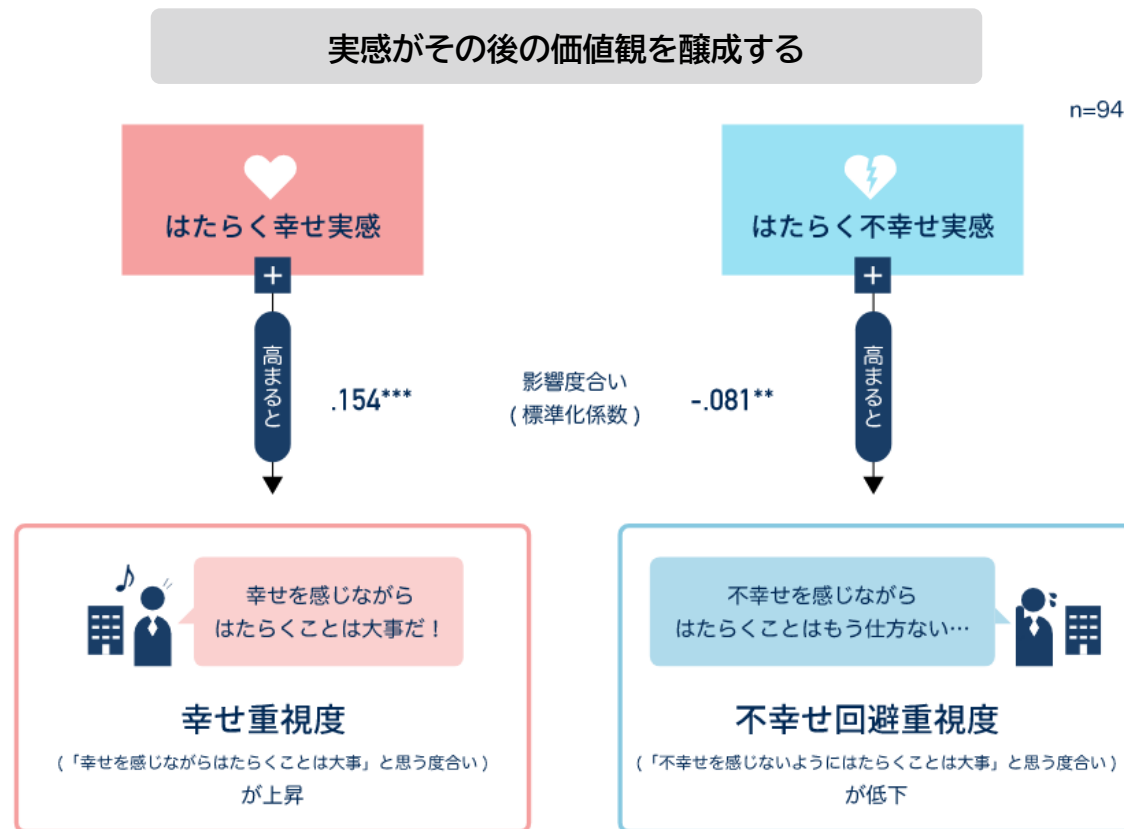 実感がその後の価値観を醸成する
n=94
はたらく幸せ実感
はたらく不幸せ実感
+
+
高まると
.154***
影響度合い
(標準化係数)
-.081**
高まると
幸せを感じながら
はたらくことは大事だ！
不幸せを感じながら
はたらくことはもう仕方ない…
幸せ重視度
(「幸せを感じながらはたらくことは大事」と思う度合い)
が上昇
不幸せ回避重視度
(「不幸せを感じないようにはたらくことは大事」と思う度合い)
が低下